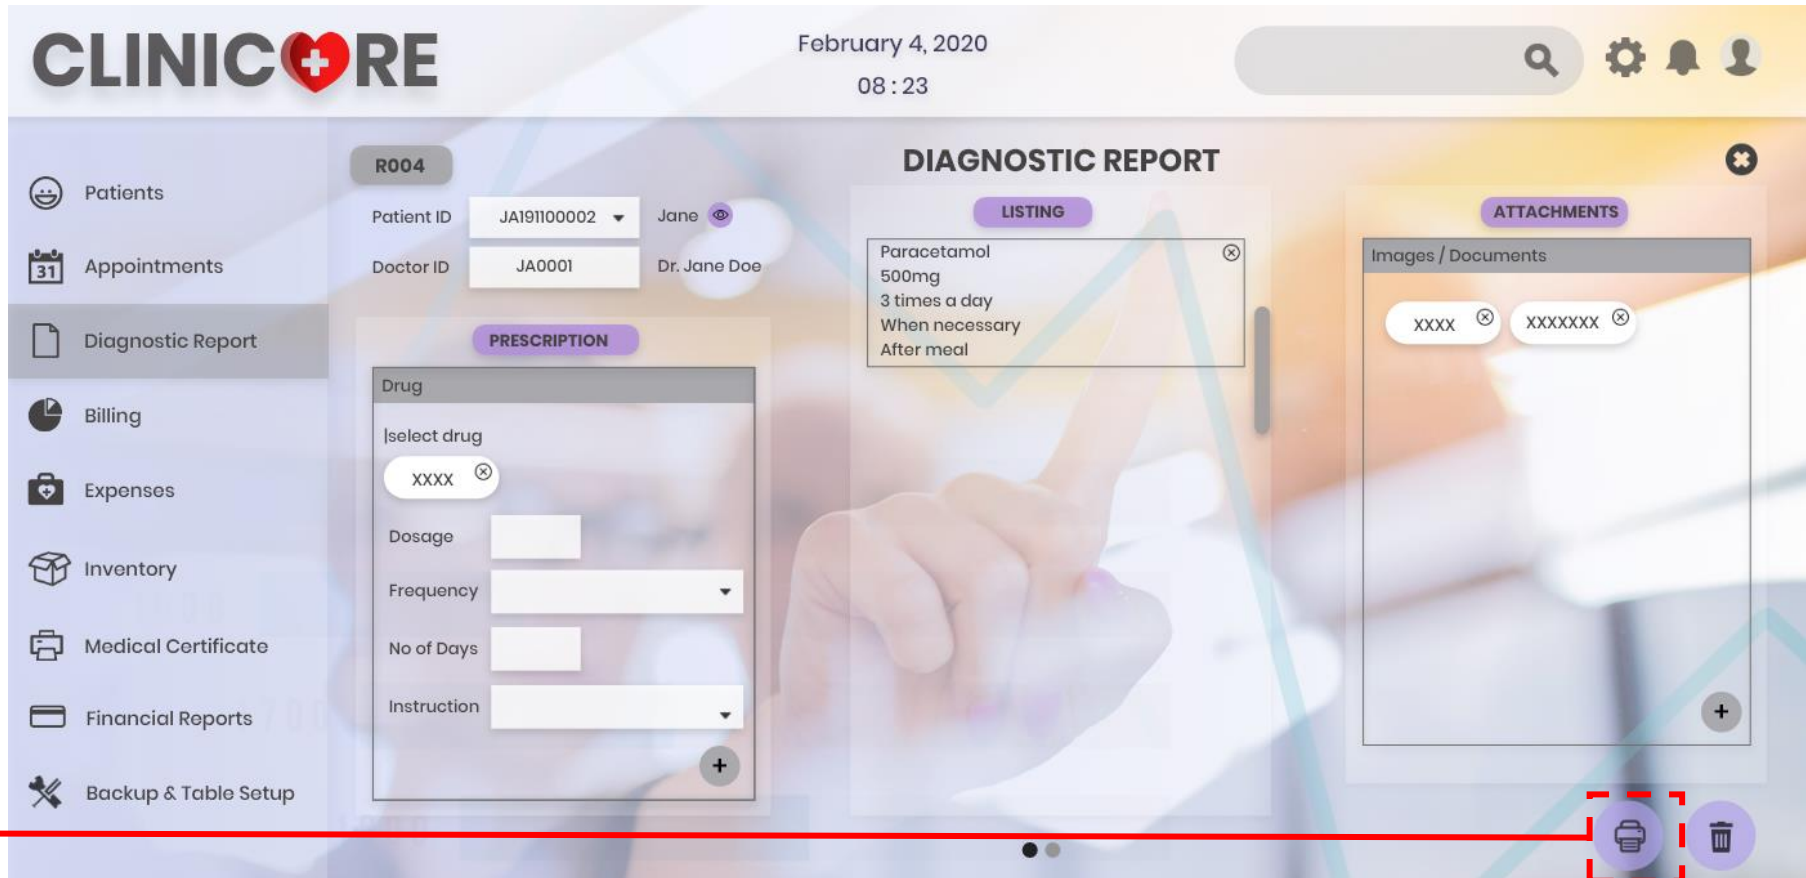 CLINICORE
February 4, 2020
08 : 23
Patients
Appointments
31
Diagnostic Report
Billing
Expenses
Inventory
Medical Certificate
Financial Reports
Backup & Table Setup
R004
DIAGNOSTIC REPORT
Patient ID JA191100002 Jane
Doctor ID JA0001 Dr. Jane Doe
PRESCRIPTION
Drug
|select drug
XXXX
Dosage
Frequency
No of Days
Instruction
+
LISTING
Paracetamol
500mg
3 times a day
When necessary
After meal
ATTACHMENTS
Images / Documents
XXXX XXXXXXX
+